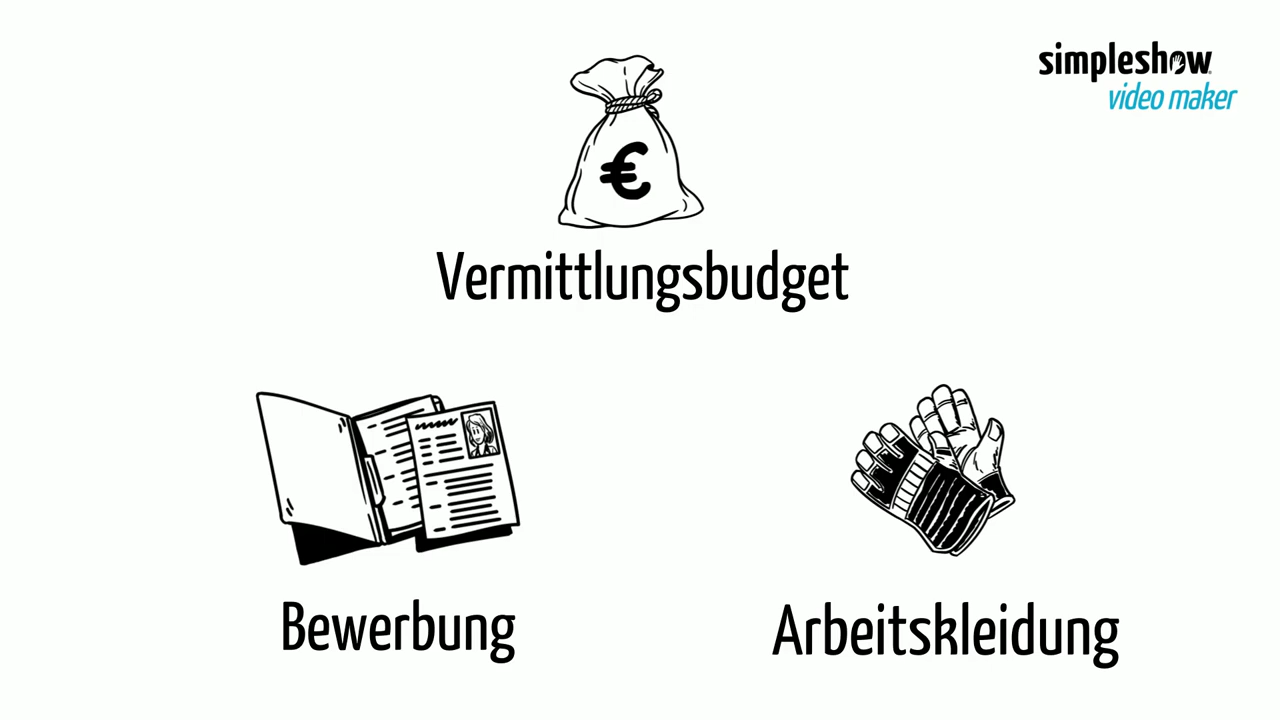 simpleshow
video maker
€
Vermittlungsbudget
Bewerbung
Arbeitskleidung